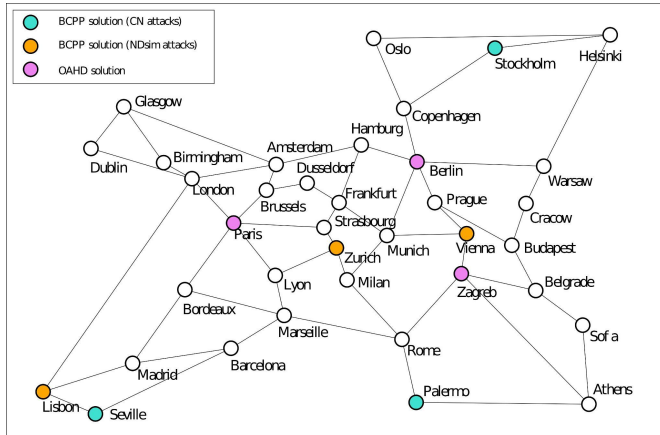 BCPP solution (CN attacks)
BCPP solution (NDsim attacks)
OAHD solution
Oslo
Stockholm
Helsinki
Glasgow
Copenhagen
Hamburg
Dublin
Birmingham
Amsterdam
Dusseldorf
Berlin
London
Warsaw
Brussels
Frankfurt
Prague
Cracow
Strasbourg
Paris
Munich
Vienna
Budapest
Zurich
Lyon
Milan
Zagreb
Belgrade
Bordeaux
Marseille
Sof a
Rome
Madrid
Barcelona
Palermo
Athens
Lisbon
Seville